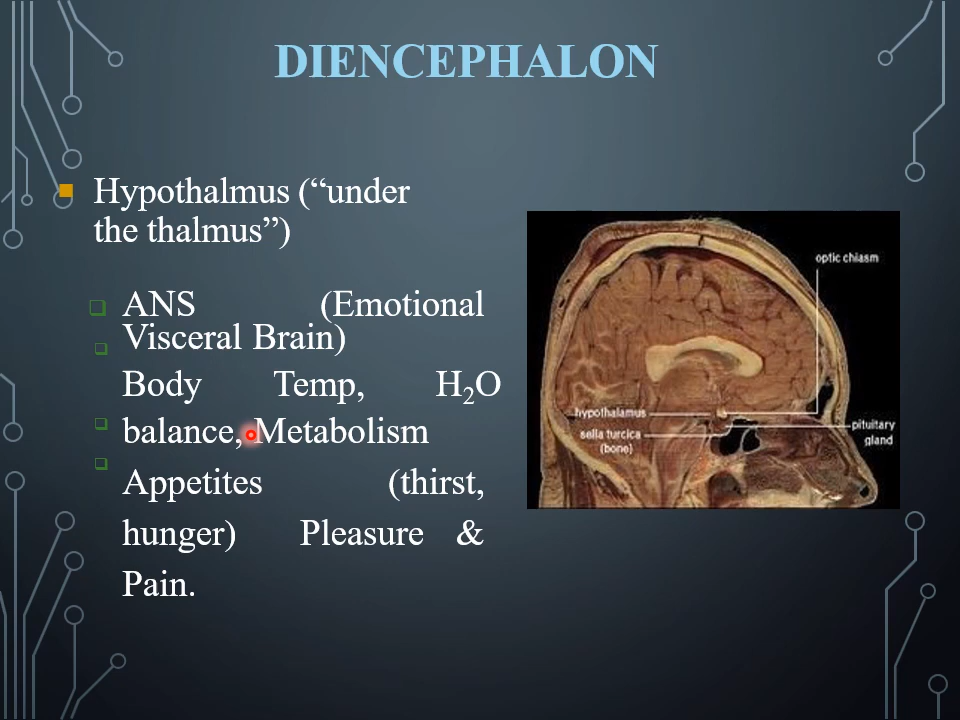 DIENCEPHALON
Hypothalmus (“under
the thalmus”)
ANS (Emotional
Visceral Brain)
Body Temp, H₂O
balance, Metabolism
Appetites (thirst,
hunger) Pleasure &
Pain.
optic chiasm
hypothalamus
sella turcica
(bone)
pituitary
gland